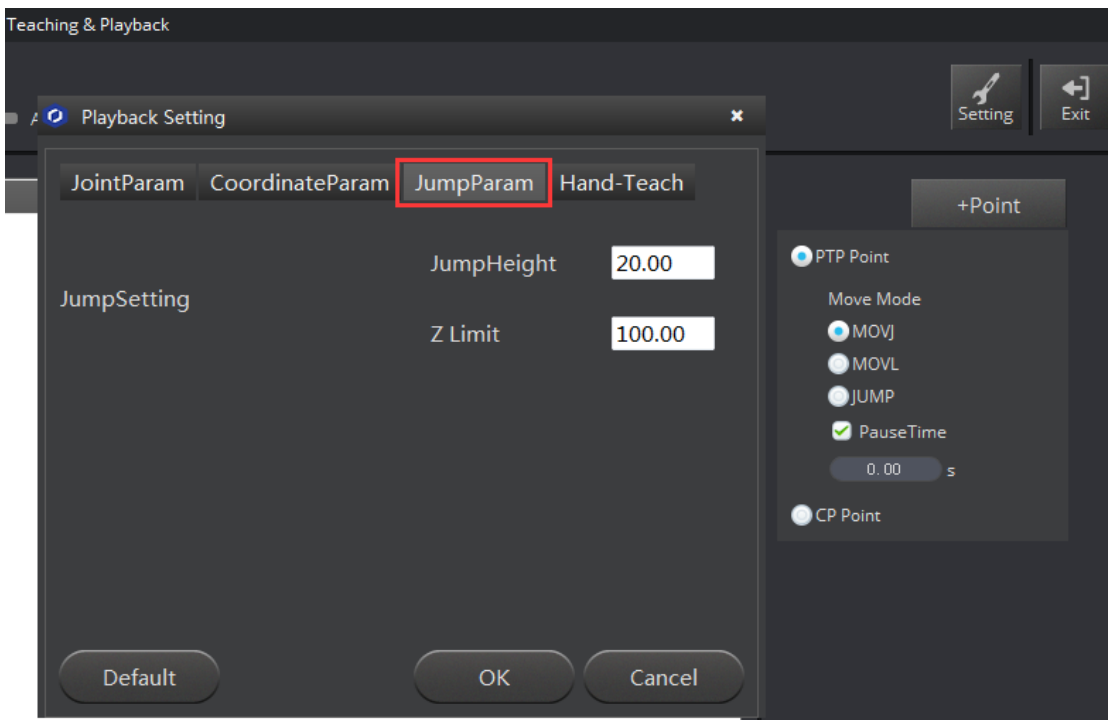 Teaching & Playback
Setting
Exit
Playback Setting
JointParam
CoordinateParam
JumpParam
Hand-Teach
JumpSetting
JumpHeight
20.00
Z Limit
100.00
Default
OK
Cancel
+Point
PTP Point
Move Mode
MOVJ
MOVL
JUMP
PauseTime
0.00 s
CP Point